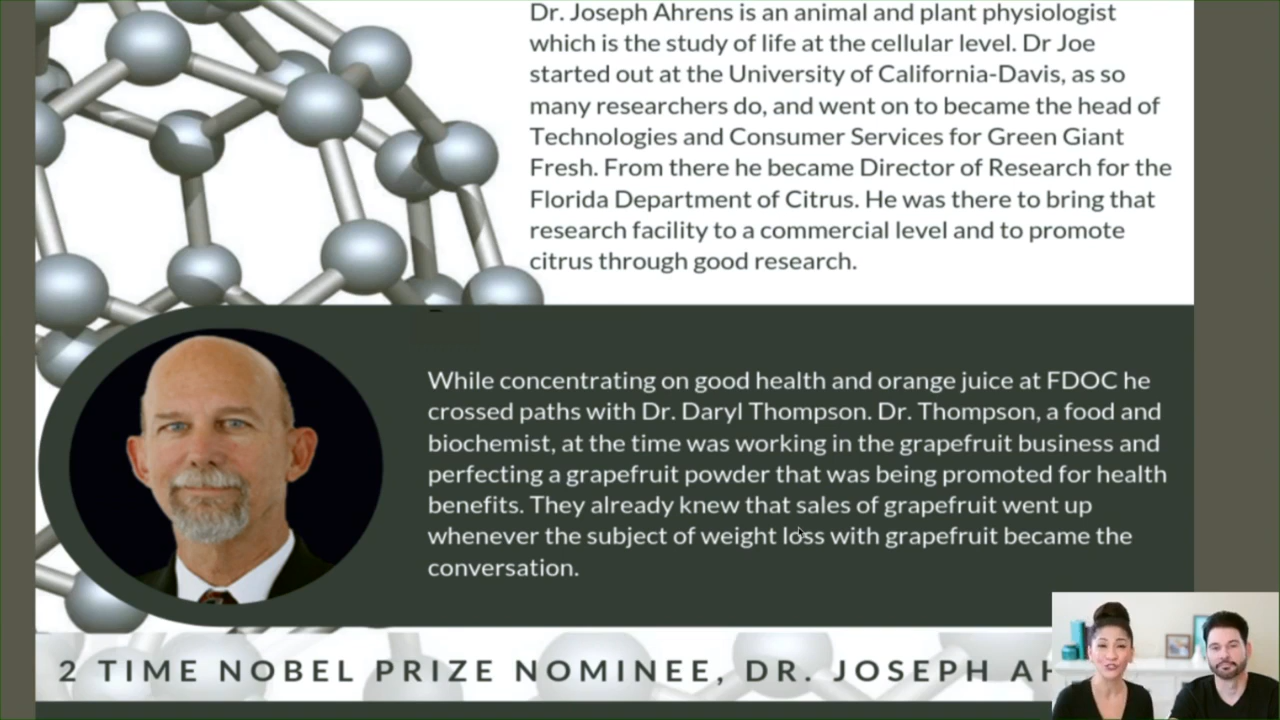 Dr. Joseph Ahrens is an animal and plant physiologist
which is the study of life at the cellular level. Dr Joe
started out at the University of California-Davis, as so
many researchers do, and went on to became the head of
Technologies and Consumer Services for Green Giant
Fresh. From there he became Director of Research for the
Florida Department of Citrus. He was there to bring that
research facility to a commercial level and to promote
citrus through good research.
While concentrating on good health and orange juice at FDOC he
crossed paths with Dr. Daryl Thompson. Dr. Thompson, a food and
biochemist, at the time was working in the grapefruit business and
perfecting a grapefruit powder that was being promoted for health
benefits. They already knew that sales of grapefruit went up
whenever the subject of weight loss with grapefruit became the
conversation.
2 TIME NOBEL PRIZE NOMINEE, DR. JOSEPH AH